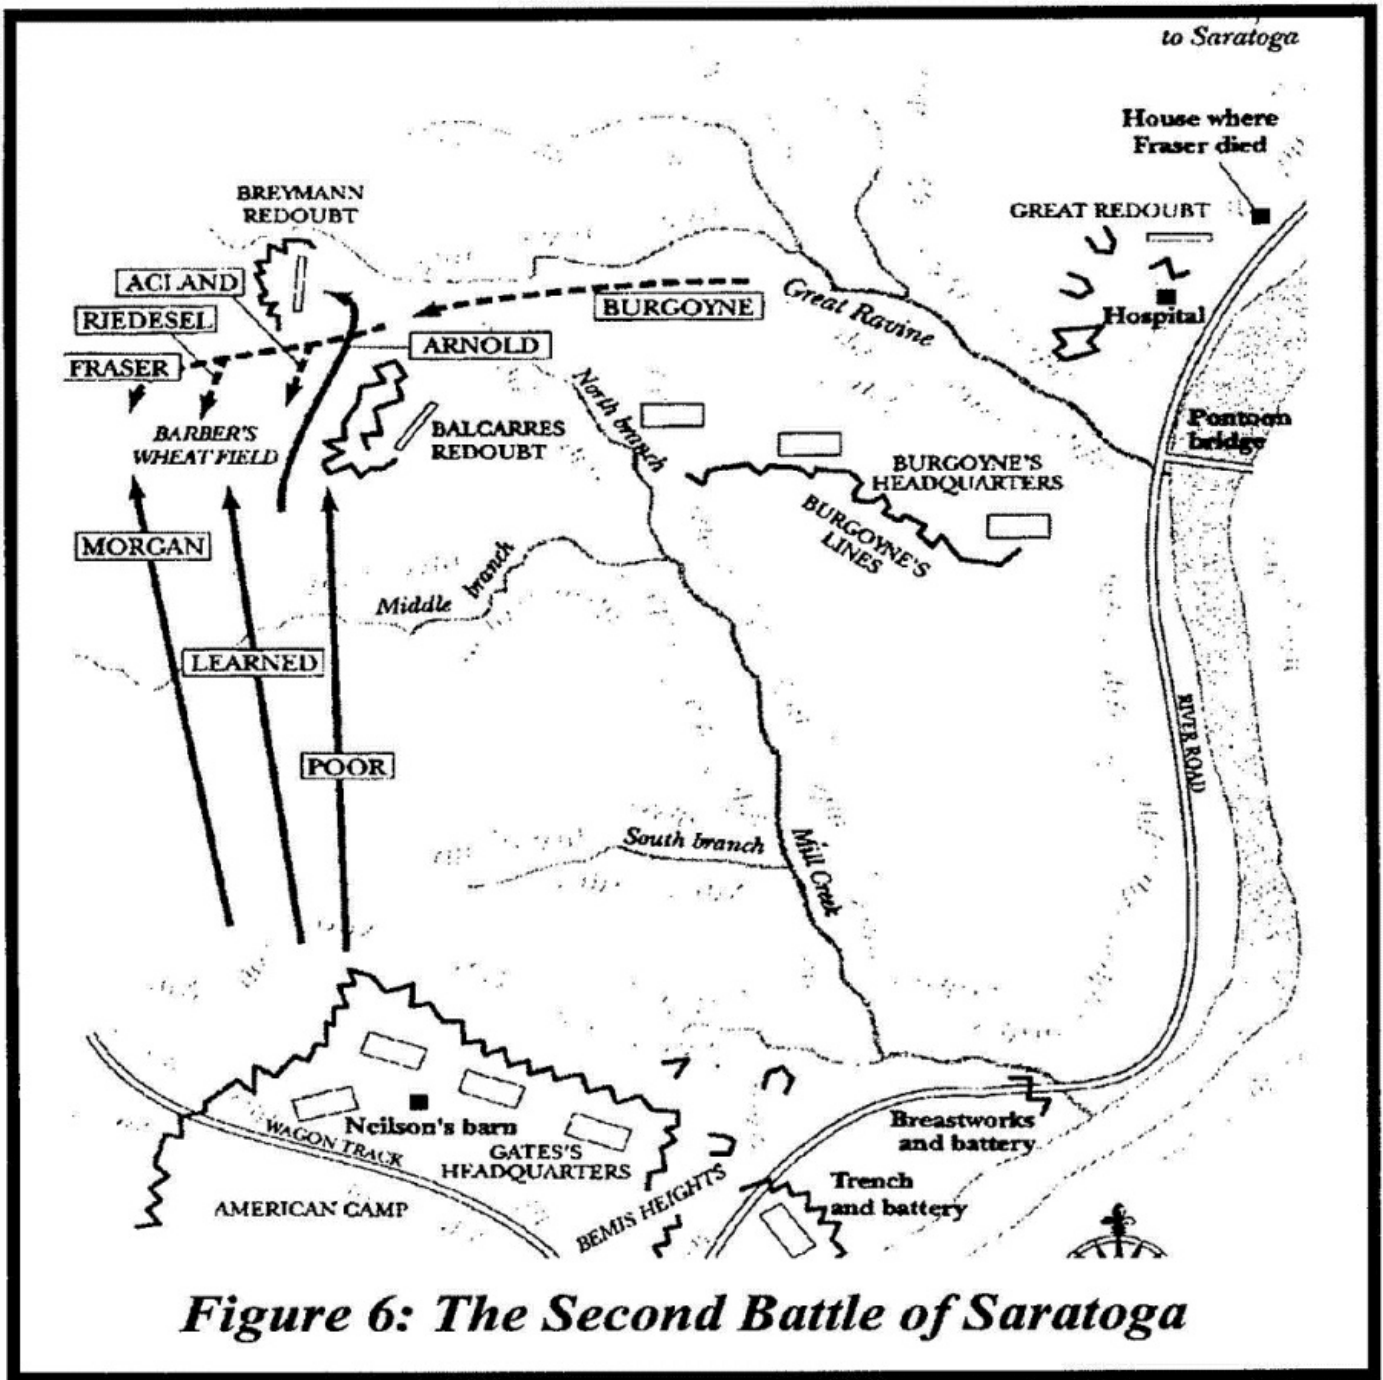 to Saratoga
House where
Fraser died
BREYMANN
REDOUBT
GREAT REDOUBT
ACLAND
RIEDESEL
BURGOYNE
Great Ravine
Hospital
FRASER
ARNOLD
North branch
Pontoon
bridge
BARBER'S
WHEATFIELD
BALCARRES
REDOUBT
BURGOYNE'S
HEADQUARTERS
BURGOYNE'S
LINES
MORGAN
Middle branch
LEARNED
RIVER ROAD
POOR
South branch
Mill Creek
Neilson's barn
WAGON TRACK
GATES'S
HEADQUARTERS
Breastworks
and battery
AMERICAN CAMP
BEMIS HEIGHTS
Trench
and battery
Figure 6: The Second Battle of Saratoga